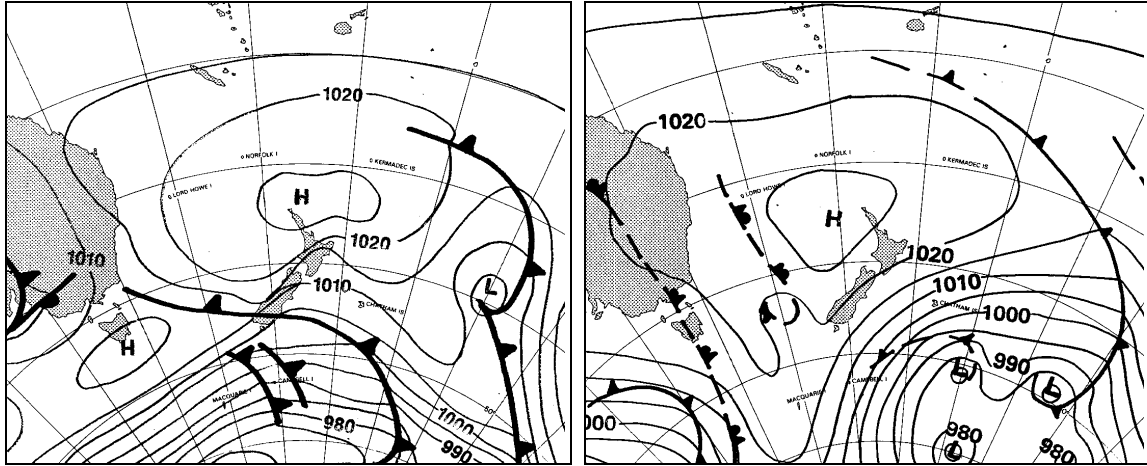 1020
NORFOLK I
KERMADEC IS
LORD HOWE I
H
1020
1010
1010
L
CHATHAM IS
H
CAMPBELL I
MACQUARIE I
50°
1000
980
990
1020
NORFOLK I
KERMADEC IS
LORD HOWE I
H
1020
1010
CHATHAM IS
1000
990
L
L
CAMPBELL I
MACQUARIE I
000
980
980
L